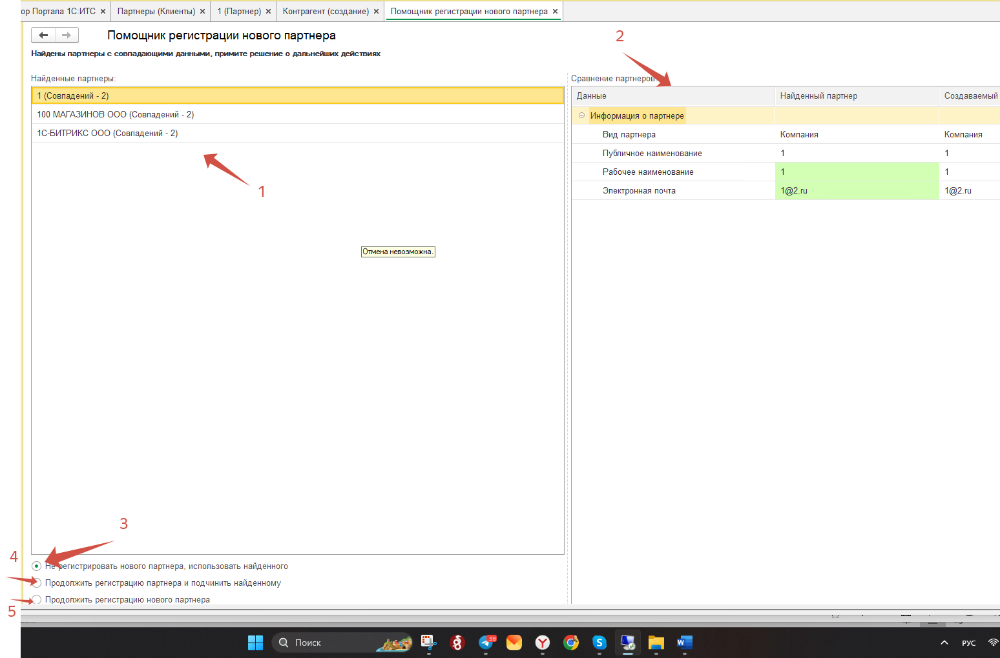 ор Портала 1С:ИТС × Партнеры (Клиенты) × 1 (Партнер) × Контрагент (создание) × Помощник регистрации нового партнера ×
Помощник регистрации нового партнера
2
Найдены партнеры с совпадающими данными, примите решение о дальнейших действиях
Найденные партнеры:
1 (Совпадений - 2)
100 МАГАЗИНОВ ООО (Совпадений - 2)
1С-БИТРИКС ООО (Совпадений - 2)
1
Отмена невозможна.
Сравнение партнеров:
Данные Найденный партнер Создаваемый
Информация о партнере
Вид партнера Компания Компания
Публичное наименование 1 1
Рабочее наименование 1 1
Электронная почта 1@2.ru 1@2.ru
3
4
Не регистрировать нового партнера, использовать найденного
Продолжить регистрацию партнера и подчинить найденному
Продолжить регистрацию нового партнера
5
Поиск
98
РУС